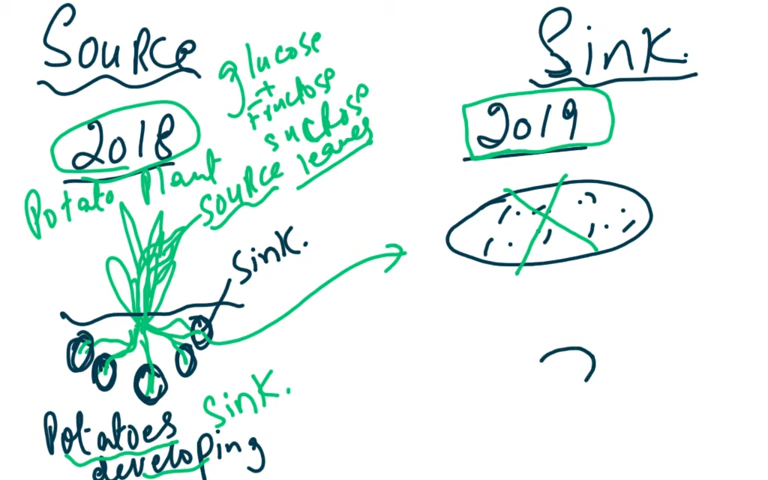 Source
glucose
+
Fructose
sucrose
2018
Potato Plant
source leaves
Sink.
Potatoes
developing
Sink.
Sink.
2019